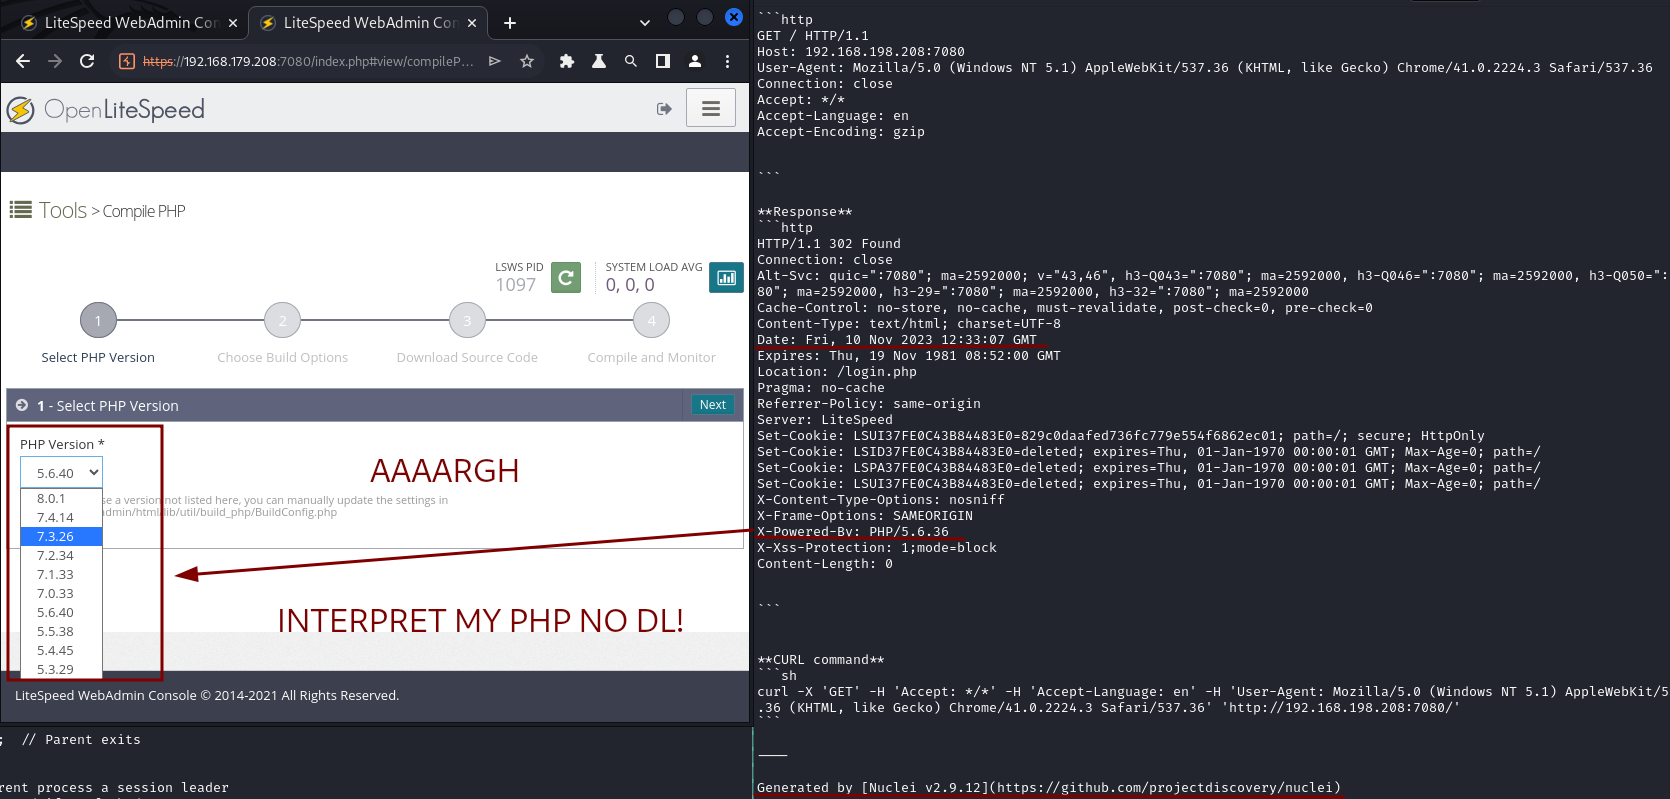 LiteSpeed WebAdmin Con
LiteSpeed WebAdmin Con
https://192.168.179.208:7080/index.php#view/compileP...
OpenLiteSpeed
Tools > Compile PHP
LSWS PID
1097
SYSTEM LOAD AVG
0, 0, 0
1
2
3
4
Select PHP Version
Choose Build Options
Download Source Code
Compile and Monitor
1 - Select PHP Version
Next
PHP Version *
5.6.40
AAAARGH
8.0.1
se a version not listed here, you can manually update the settings in
7.4.14
dmin/html/lib/util/build_php/BuildConfig.php
7.3.26
7.2.34
7.1.33
7.0.33
5.6.40
5.5.38
5.4.45
5.3.29
INTERPRET MY PHP NO DL!
LiteSpeed WebAdmin Console © 2014-2021 All Rights Reserved.
;  // Parent exits
rent process a session leader
```http
GET / HTTP/1.1
Host: 192.168.198.208:7080
User-Agent: Mozilla/5.0 (Windows NT 5.1) AppleWebKit/537.36 (KHTML, like Gecko) Chrome/41.0.2224.3 Safari/537.36
Connection: close
Accept: */*
Accept-Language: en
Accept-Encoding: gzip
```
**Response**
```http
HTTP/1.1 302 Found
Connection: close
Alt-Svc: quic=":7080"; ma=2592000; v="43,46", h3-Q043=":7080"; ma=2592000, h3-Q046=":7080"; ma=2592000, h3-Q050=":
80"; ma=2592000, h3-29=":7080"; ma=2592000, h3-32=":7080"; ma=2592000
Cache-Control: no-store, no-cache, must-revalidate, post-check=0, pre-check=0
Content-Type: text/html; charset=UTF-8
Date: Fri, 10 Nov 2023 12:33:07 GMT
Expires: Thu, 19 Nov 1981 08:52:00 GMT
Location: /login.php
Pragma: no-cache
Referrer-Policy: same-origin
Server: LiteSpeed
Set-Cookie: LSUI37FE0C43B84483E0=829c0daafed736fc779e554f6862ec01; path=/; secure; HttpOnly
Set-Cookie: LSID37FE0C43B84483E0=deleted; expires=Thu, 01-Jan-1970 00:00:01 GMT; Max-Age=0; path=/
Set-Cookie: LSPA37FE0C43B84483E0=deleted; expires=Thu, 01-Jan-1970 00:00:01 GMT; Max-Age=0; path=/
Set-Cookie: LSUI37FE0C43B84483E0=deleted; expires=Thu, 01-Jan-1970 00:00:01 GMT; Max-Age=0; path=/
X-Content-Type-Options: nosniff
X-Frame-Options: SAMEORIGIN
X-Powered-By: PHP/5.6.36
X-Xss-Protection: 1;mode=block
Content-Length: 0
```
**CURL command**
```sh
curl -X 'GET' -H 'Accept: */*' -H 'Accept-Language: en' -H 'User-Agent: Mozilla/5.0 (Windows NT 5.1) AppleWebKit/5
.36 (KHTML, like Gecko) Chrome/41.0.2224.3 Safari/537.36' 'http://192.168.198.208:7080/'
```
----
Generated by [Nuclei v2.9.12](https://github.com/projectdiscovery/nuclei)